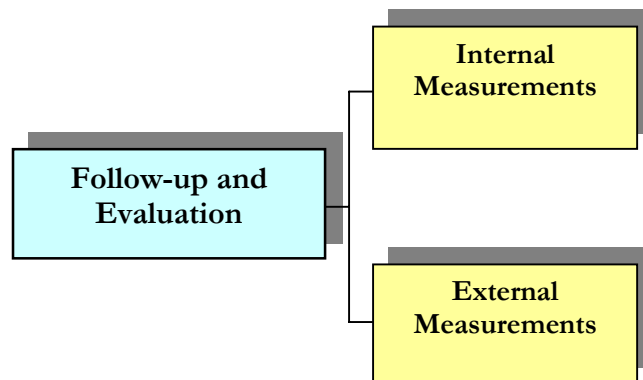 Internal
Measurements
Follow-up and
Evaluation
External
Measurements